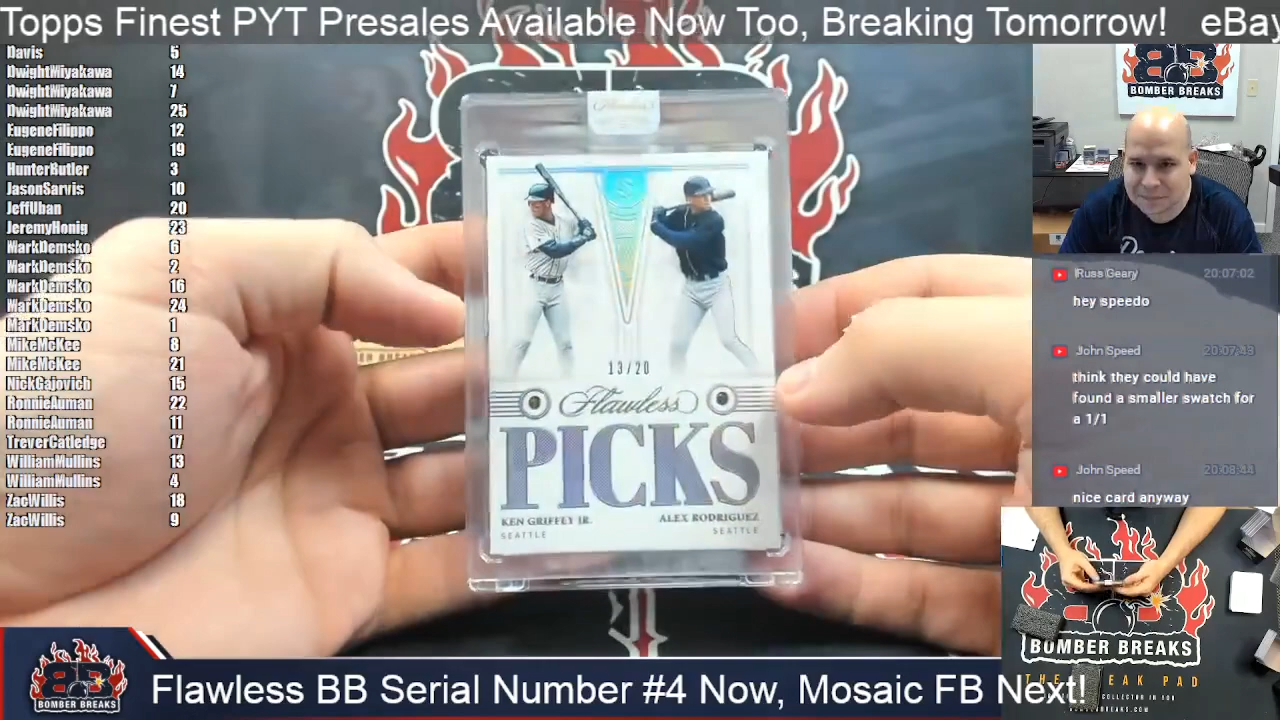 Topps Finest PYT Presales Available Now Too, Breaking Tomorrow! eBay
Davis 5
DwightMiyakawa 14
DwightMiyakawa 7
DwightMiyakawa 25
EugeneFilippo 12
EugeneFilippo 19
HunterButler 3
JasonSarvis 10
JeffUban 20
JeremyHonig 23
MarkDemsko 6
MarkDemsko 2
MarkDemsko 16
MarkDemsko 24
MarkDemsko 1
MikeMcKee 8
MikeMcKee 21
NickGajovich 15
RonnieAuman 22
RonnieAuman 11
TreverCatledge 17
WilliamMullins 13
WilliamMullins 4
ZacWillis 18
ZacWillis 9
Flawless
13/20
Flawless
PICKS
KEN GRIFFEY JR.
SEATTLE
ALEX RODRIGUEZ
SEATTLE
BB
BOMBER BREAKS
Russ Geary 20:07:02
hey speedo
John Speed 20:07:43
think they could have
found a smaller swatch for
a 1/1
John Speed 20:08:44
nice card anyway
BOMBER BREAKS
BB
BOMBER BREAKS
Flawless BB Serial Number #4 Now, Mosaic FB Next!